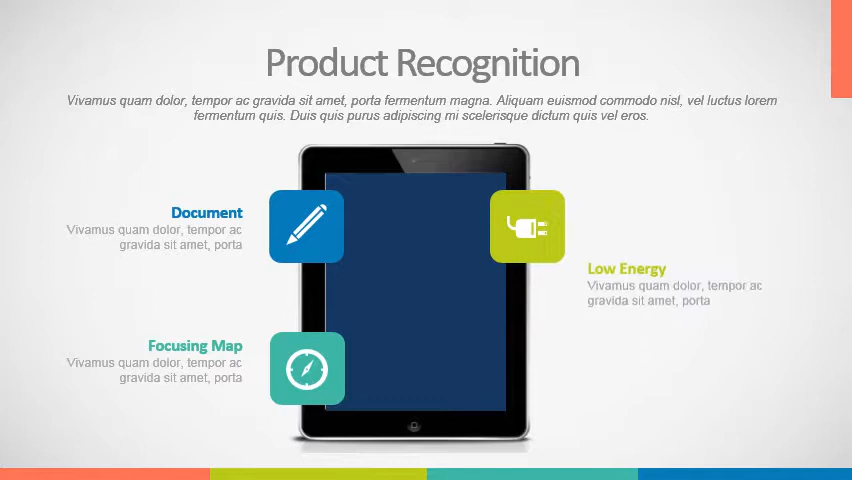 Product Recognition
Vivamus quam dolor, tempor ac gravida sit amet, porta fermentum magna. Aliquam euismod commodo nisl, vel luctus lorem
fermentum quis. Duis quis purus adipiscing mi scelerisque dictum quis vel eros.
Document
Vivamus quam dolor, tempor ac
gravida sit amet, porta
Low Energy
Vivamus quam dolor, tempor ac
gravida sit amet, porta
Focusing Map
Vivamus quam dolor, tempor ac
gravida sit amet, porta